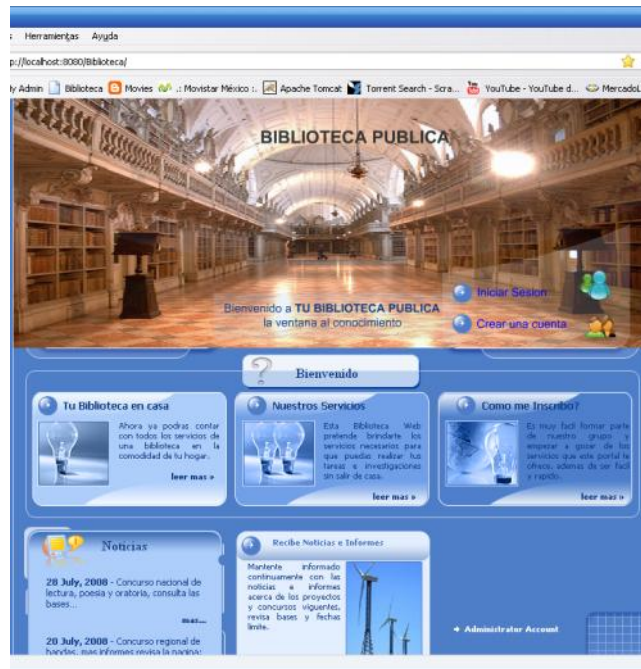 Herramientas Ayuda
p://localhost:8080/Biblioteca/
y Admin Biblioteca Movies .: Movistar México :. Apache Tomcat Torrent Search - Scra... YouTube - YouTube d... MercadoL
BIBLIOTECA PUBLICA
Iniciar Sesion
Bienvenido a TU BIBLIOTECA PUBLICA
la ventana al conocimiento
Crear una cuenta
Bienvenido
Tu Biblioteca en casa
Ahora ya podras contar
con todos los servicios de
una biblioteca en la
comodidad de tu hogar.
leer mas »
Nuestros Servicios
Esta Biblioteca Web
pretende brindarte los
servicios necesarios para
que puedas realizar tus
tareas e investigaciones
sin salir de casa.
leer mas »
Como me Inscribo?
Es muy facil formar parte
de nuestro grupo y
empezar a gozar de los
servicios que este portal te
ofrece, ademas de ser facil
y rapido.
leer mas »
Noticias
28 July, 2008 - Concurso nacional de
lectura, poesia y oratoria, consulta las
bases...
mas...
20 July, 2008 - Concurso regional de
bandas, mas informes revisa la pagina:
Recibe Noticias e Informes
Mantente informado
continuamente con las
noticias e informes
acerca de los proyectos
y concursos viguentes,
revisa bases y fechas
limite.
Administrator Account